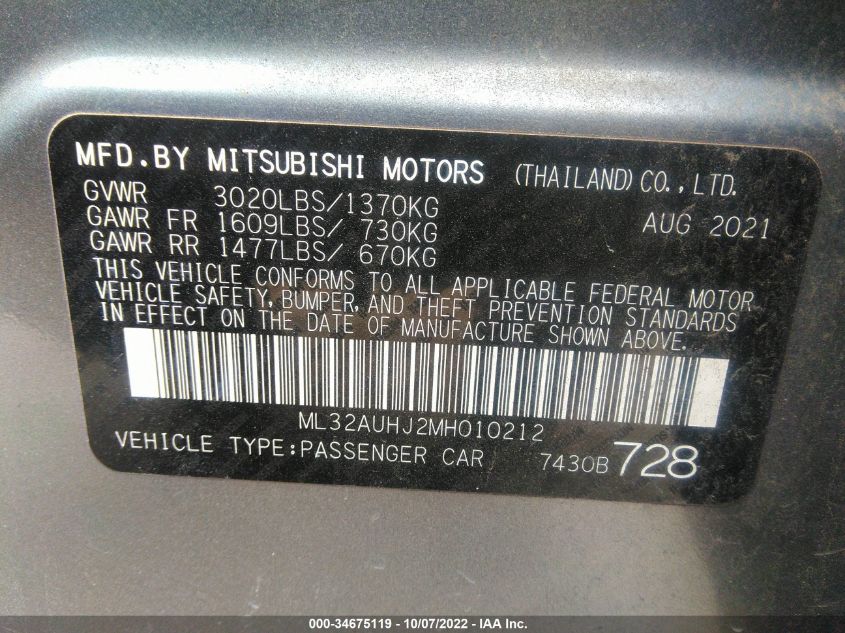 MFD.BY MITSUBISHI MOTORS (THAILAND) CO., LTD.
GVWR 3020LBS/1370KG AUG 2021
GAWR FR 1609LBS/ 730KG
GAWR RR 1477LBS/ 670KG
THIS VEHICLE CONFORMS TO ALL APPLICABLE FEDERAL MOTOR
VEHICLE SAFETY, BUMPER, AND THEFT PREVENTION STANDARDS
IN EFFECT ON THE DATE OF MANUFACTURE SHOWN ABOVE.
ML32AUHJ2MH010212
VEHICLE TYPE:PASSENGER CAR 7430B 728
000-34675119 - 10/07/2022 - IAA Inc.